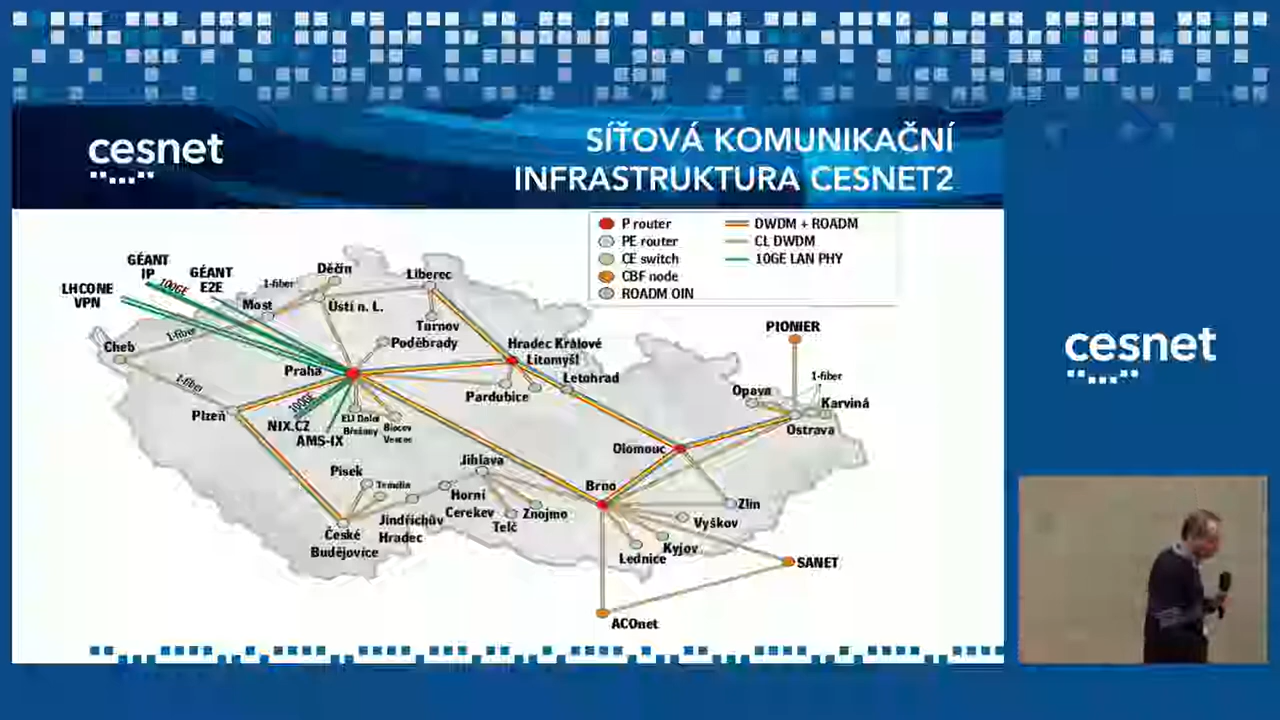 cesnet
SÍŤOVÁ KOMUNIKAČNÍ
INFRASTRUKTURA CESNET2
P router
PE router
CE switch
CBF node
ROADM OIN
DWDM + ROADM
CL DWDM
10GE LAN PHY
GÉANT
IP
100GE
GÉANT
E2E
LHCONE
VPN
1-fiber
Děčín
Liberec
Most
Ústí n. L.
Turnov
1-fiber
Cheb
Poděbrady
Hradec Králové
Litomyšl
Praha
Letohrad
Pardubice
1-fiber
Plzeň
100GE
NIX.CZ
AMS-IX
PIONIER
1-fiber
Opava
Karviná
Ostrava
Olomouc
Jihlava
Písek
Brno
Horní
Cerekev
Telč
Znojmo
Jindřichův
Hradec
České
Budějovice
Zlín
Vyškov
Kyjov
Lednice
SANET
ACOnet
cesnet